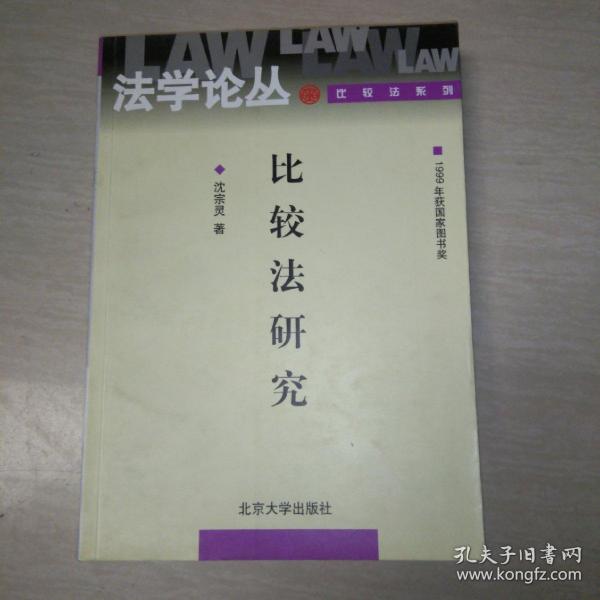 LAW LAW LAW LAW
法学论丛
比较法系列
比较法研究
◆ 沈宗灵 著
■ 1999年获国家图书奖
北京大学出版社
孔夫子旧书网
www.kongfz.com